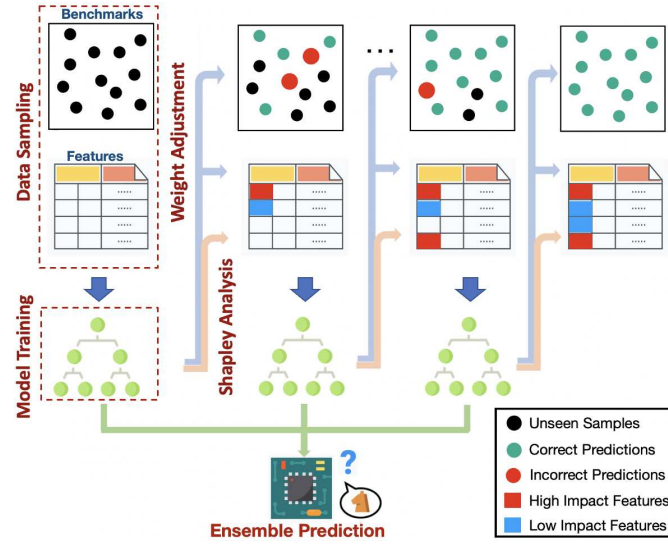 Benchmarks
Data Sampling
Weight Adjustment
...
Features
.....
.....
.....
.....
.....
.....
.....
.....
.....
.....
.....
.....
Model Training
Shapley Analysis
?
Ensemble Prediction
Unseen Samples
Correct Predictions
Incorrect Predictions
High Impact Features
Low Impact Features